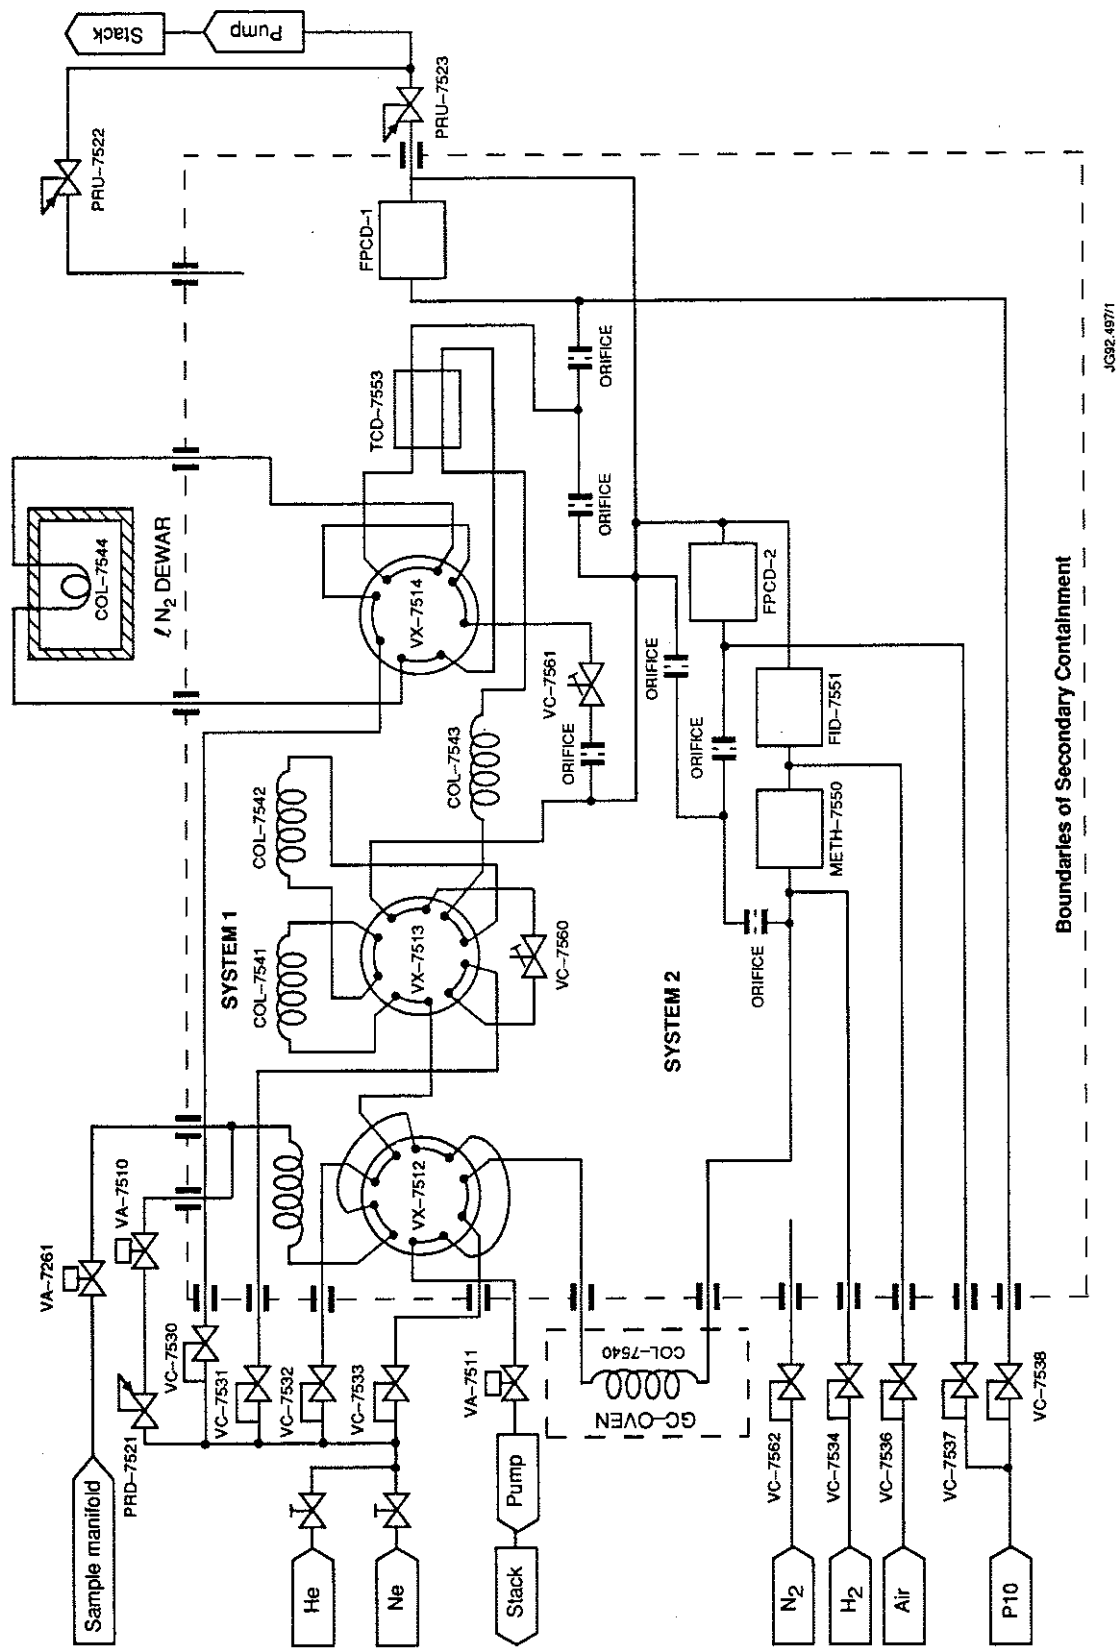 Sample manifold
He
Ne
Stack
Pump
N2
H2
Air
P10
VA-7261
VA-7510
PRD-7521
VC-7530
VC-7531
VC-7532
VC-7533
VA-7511
GC-OVEN
COL-7540
VC-7562
VC-7534
VC-7536
VC-7537
VC-7538
SYSTEM 1
COL-7541
COL-7542
COL-7543
VX-7512
VX-7513
VX-7514
VC-7560
VC-7561
ORIFICE
SYSTEM 2
ORIFICE
ORIFICE
ORIFICE
ORIFICE
ORIFICE
METH-7550
FID-7551
FPCD-2
COL-7544
ℓN2 DEWAR
TCD-7553
FPCD-1
PRU-7522
PRU-7523
Pump
Stack
Boundaries of Secondary Containment
JG92.497/1